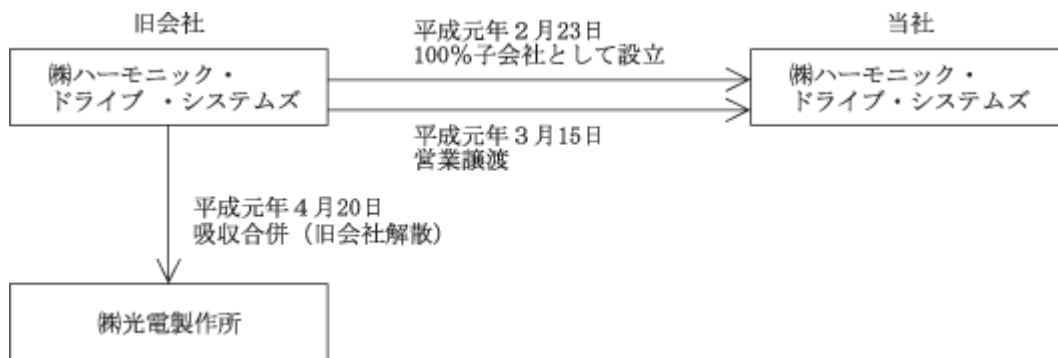 旧会社
当社
㈱ハーモニック・
ドライブ ・システムズ
平成元年２月23日
100%子会社として設立
㈱ハーモニック・
ドライブ・システムズ
平成元年３月15日
営業譲渡
平成元年４月20日
吸収合併（旧会社解散）
㈱光電製作所